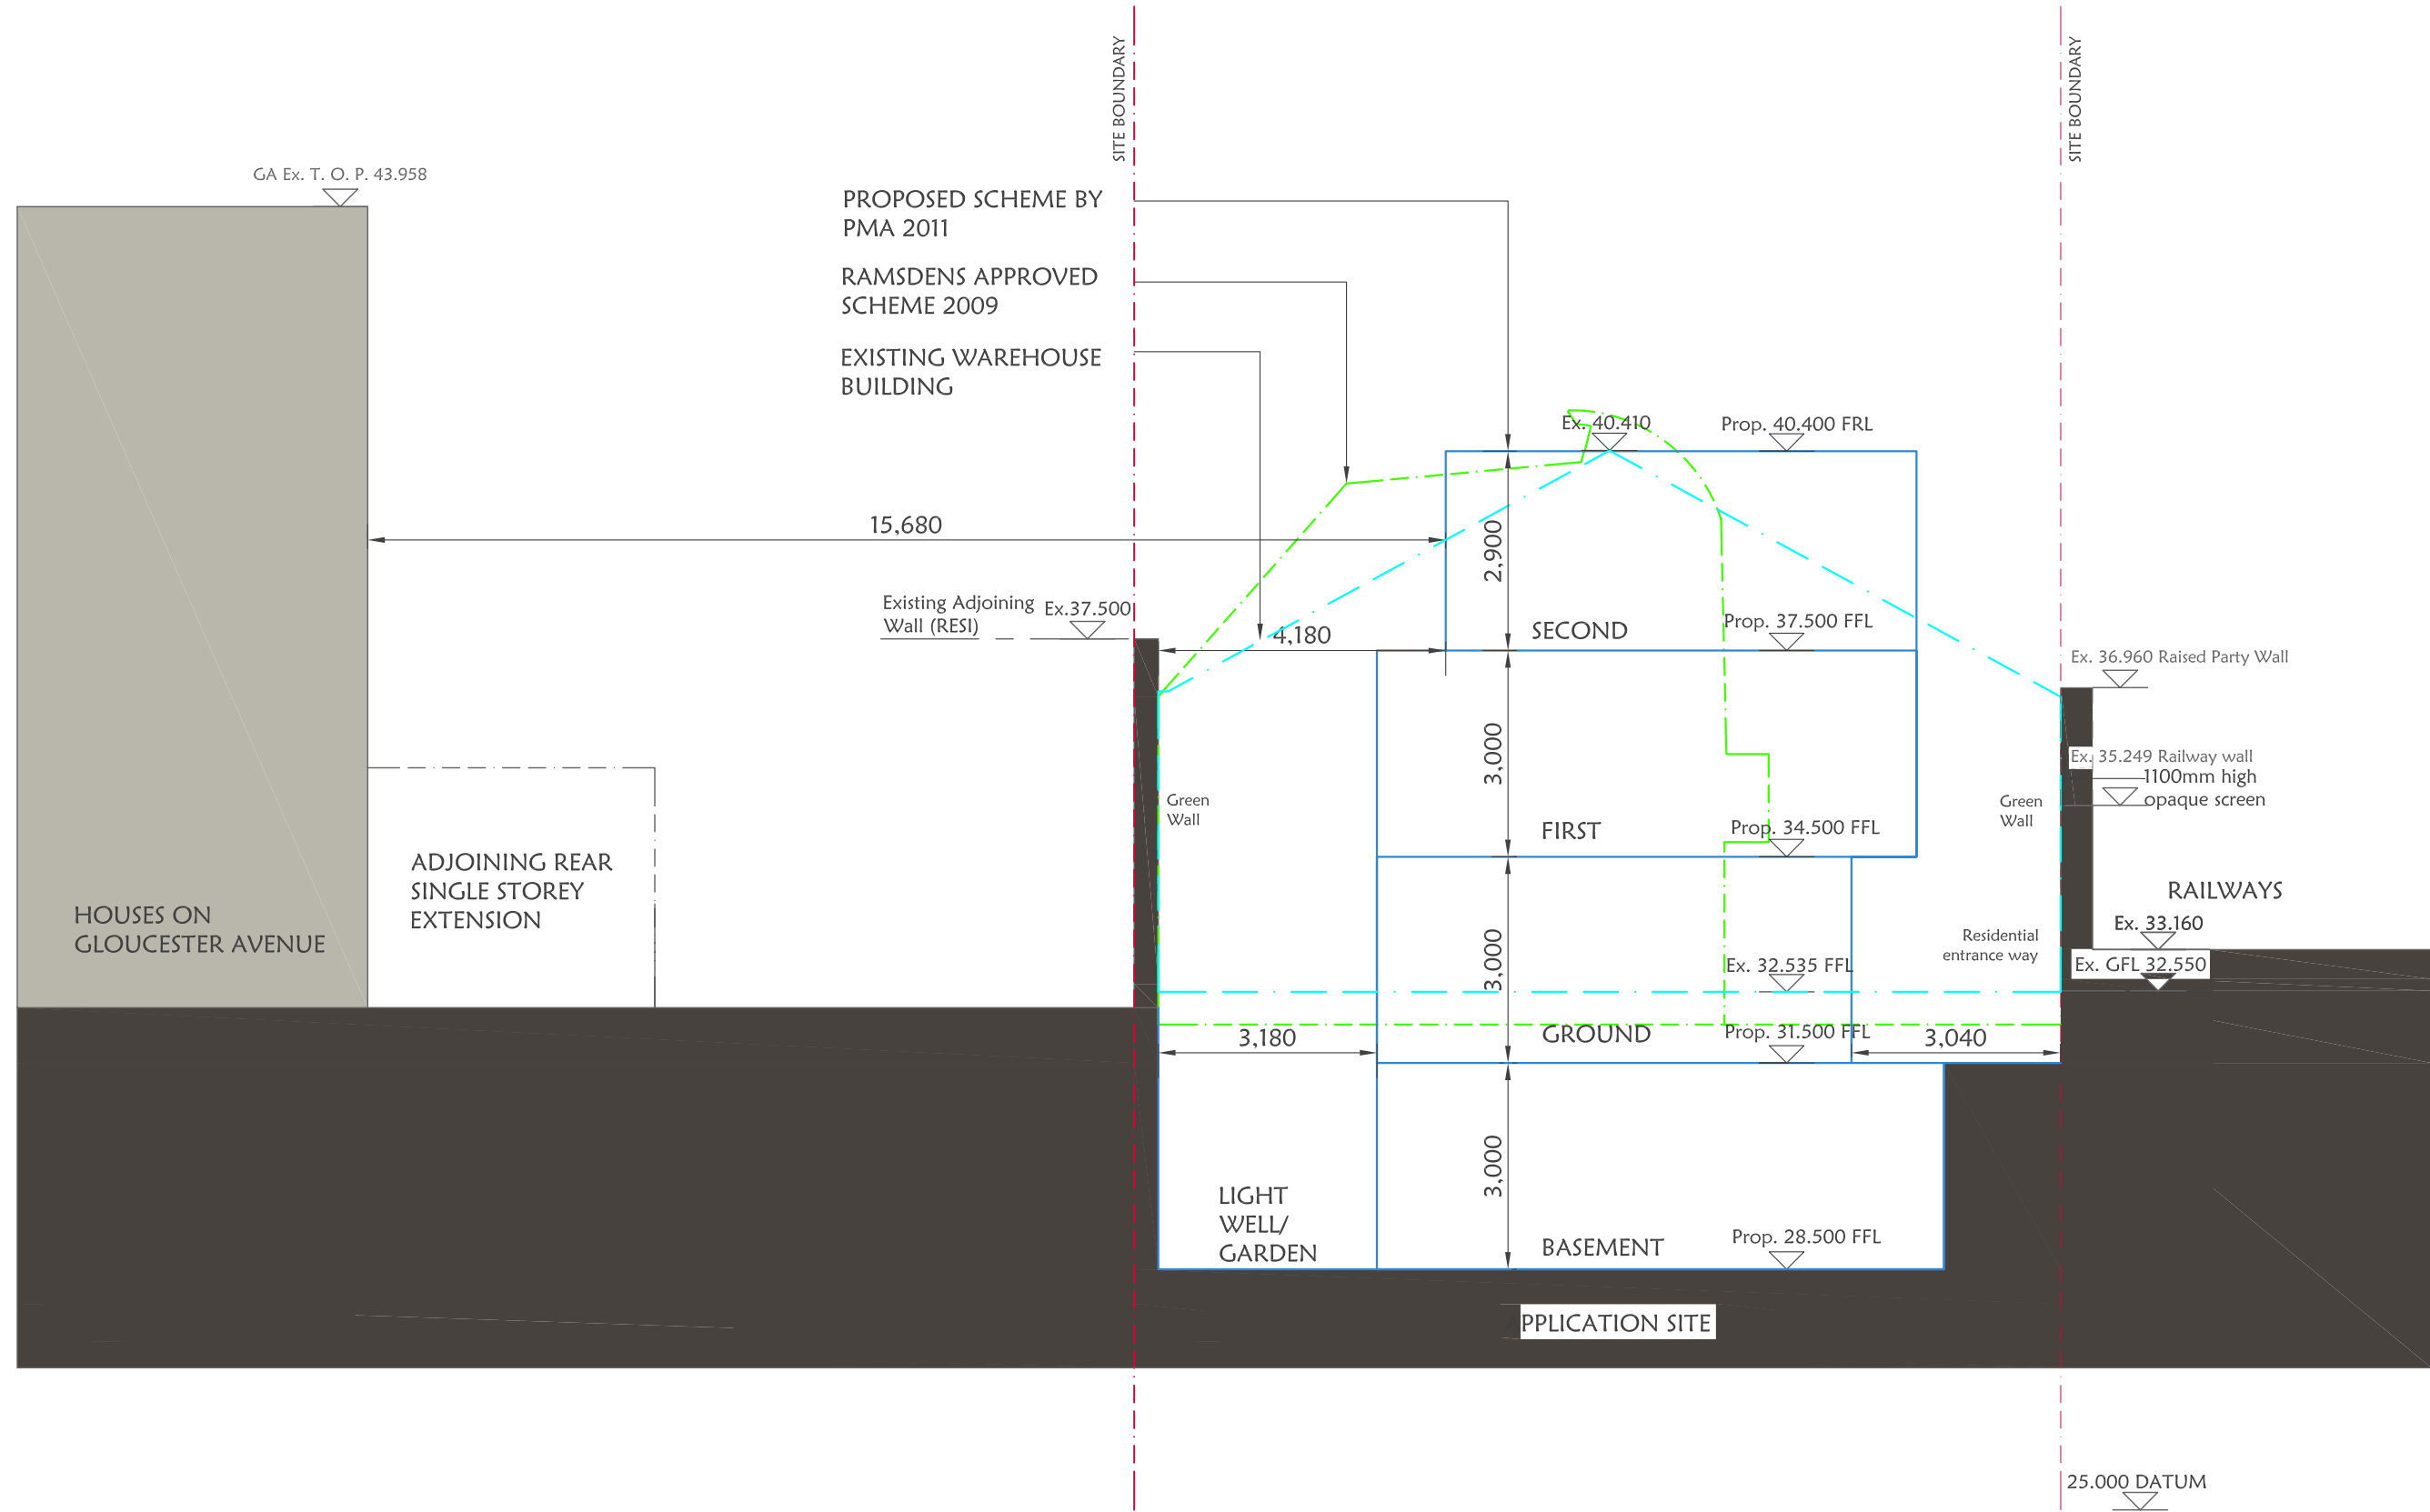 SITE BOUNDARY
SITE BOUNDARY
GA Ex. T. O. P. 43.958
PROPOSED SCHEME BY
PMA 2011
RAMSDENS APPROVED
SCHEME 2009
EXISTING WAREHOUSE
BUILDING
Ex. 40.410
Prop. 40.400 FRL
15,680
2,900
Existing Adjoining
Wall (RESI)
Ex.37.500
4,180
SECOND
Prop. 37.500 FFL
Ex. 36.960 Raised Party Wall
3,000
Ex. 35.249 Railway wall
1100mm high
opaque screen
Green
Wall
Green
Wall
FIRST
Prop. 34.500 FFL
ADJOINING REAR
SINGLE STOREY
EXTENSION
HOUSES ON
GLOUCESTER AVENUE
RAILWAYS
Ex. 33.160
Residential
entrance way
Ex. GFL 32.550
3,000
Ex. 32.535 FFL
3,180
GROUND
Prop. 31.500 FFL
3,040
3,000
LIGHT
WELL/
GARDEN
BASEMENT
Prop. 28.500 FFL
PPLICATION SITE
25.000 DATUM